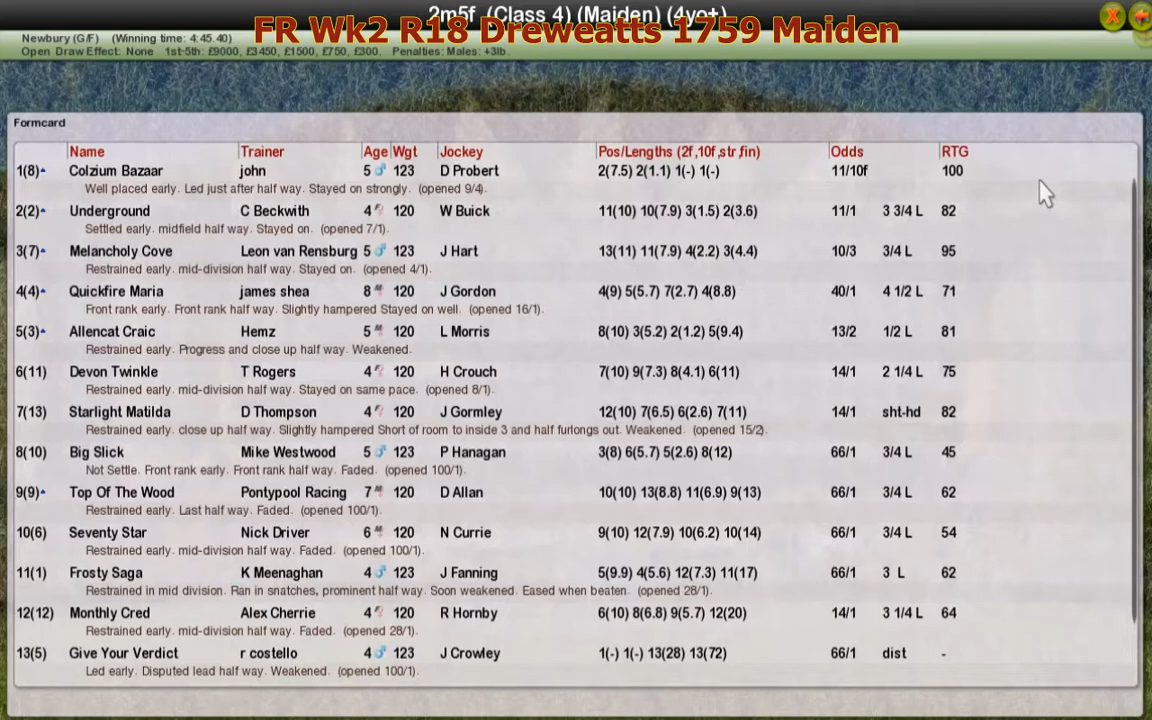 2m5f (Class 4) (Maiden) (4yo+)
FR Wk2 R18 Dreweatts 1759 Maiden
Newbury (G/F) (Winning time: 4:45.40)
Open Draw Effect: None 1st-5th: £9000, £3450, £1500, £750, £300. Penalties: Males: +3lb.
Formcard
Name Trainer Age Wgt Jockey Pos/Lengths (2f,10f,str,fin) Odds RTG
1(8) Colzium Bazaar john 5 123 D Probert 2(7.5) 2(1.1) 1(-) 1(-) 11/10f 100
Well placed early. Led just after half way. Stayed on strongly. (opened 9/4).
2(2) Underground C Beckwith 4 120 W Buick 11(10) 10(7.9) 3(1.5) 2(3.6) 11/1 3 3/4 L 82
Settled early. midfield half way. Stayed on. (opened 7/1).
3(7) Melancholy Cove Leon van Rensburg 5 123 J Hart 13(11) 11(7.9) 4(2.2) 3(4.4) 10/3 3/4 L 95
Restrained early. mid-division half way. Stayed on. (opened 4/1).
4(4) Quickfire Maria james shea 8 120 J Gordon 4(9) 5(5.7) 7(2.7) 4(8.8) 40/1 4 1/2 L 71
Front rank early. Front rank half way. Slightly hampered Stayed on well. (opened 16/1).
5(3) Allencat Craic Hemz 5 120 L Morris 8(10) 3(5.2) 2(1.2) 5(9.4) 13/2 1/2 L 81
Restrained early. Progress and close up half way. Weakened.
6(11) Devon Twinkle T Rogers 4 120 H Crouch 7(10) 9(7.3) 8(4.1) 6(11) 14/1 2 1/4 L 75
Restrained early. mid-division half way. Stayed on same pace. (opened 8/1).
7(13) Starlight Matilda D Thompson 4 120 J Gormley 12(10) 7(6.5) 6(2.6) 7(11) 14/1 sht-hd 82
Restrained early. close up half way. Slightly hampered Short of room to inside 3 and half furlongs out. Weakened. (opened 15/2).
8(10) Big Slick Mike Westwood 5 123 P Hanagan 3(8) 6(5.7) 5(2.6) 8(12) 66/1 3/4 L 45
Not Settle. Front rank early. Front rank half way. Faded. (opened 100/1).
9(9) Top Of The Wood Pontypool Racing 7 120 D Allan 10(10) 13(8.8) 11(6.9) 9(13) 66/1 3/4 L 62
Restrained early. Last half way. Faded. (opened 100/1).
10(6) Seventy Star Nick Driver 6 120 N Currie 9(10) 12(7.9) 10(6.2) 10(14) 66/1 3/4 L 54
Restrained early. mid-division half way. Faded. (opened 100/1).
11(1) Frosty Saga K Meenaghan 4 123 J Fanning 5(9.9) 4(5.6) 12(7.3) 11(17) 66/1 3 L 62
Restrained in mid division. Ran in snatches, prominent half way. Soon weakened. Eased when beaten. (opened 28/1).
12(12) Monthly Cred Alex Cherrie 4 120 R Hornby 6(10) 8(6.8) 9(5.7) 12(20) 14/1 3 1/4 L 64
Restrained early. mid-division half way. Faded. (opened 28/1).
13(5) Give Your Verdict r costello 4 123 J Crowley 1(-) 1(-) 13(28) 13(72) 66/1 dist -
Led early. Disputed lead half way. Weakened. (opened 100/1).